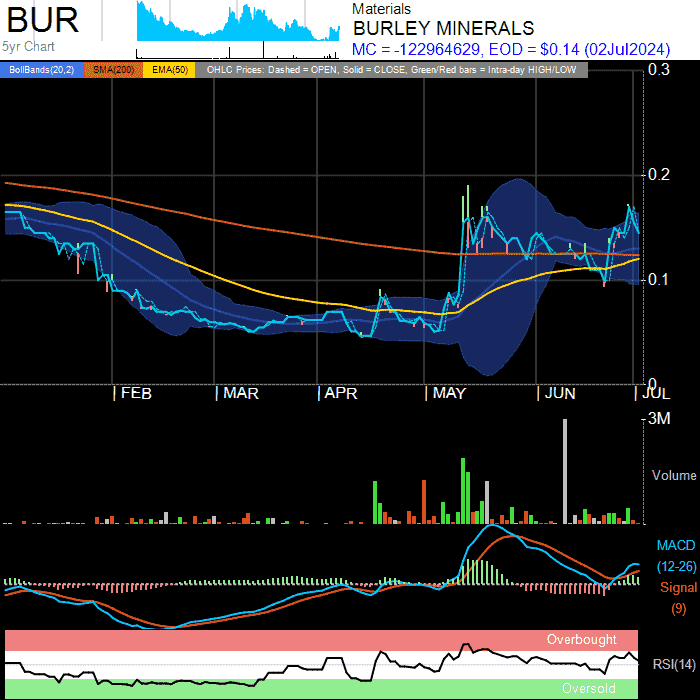 BUR
5yr Chart
Materials
BURLEY MINERALS
MC = -122964629, EOD = $0.14 (02Jul2024)
BollBands(20,2) SMA(200) EMA(50) OHLC Prices: Dashed = OPEN, Solid = CLOSE, Green/Red bars = Intra-day HIGH/LOW
0.3
0.2
0.1
0
FEB MAR APR MAY JUN JUL
3M
Volume
MACD
(12-26)
Signal
(9)
Overbought
RSI(14)
Oversold